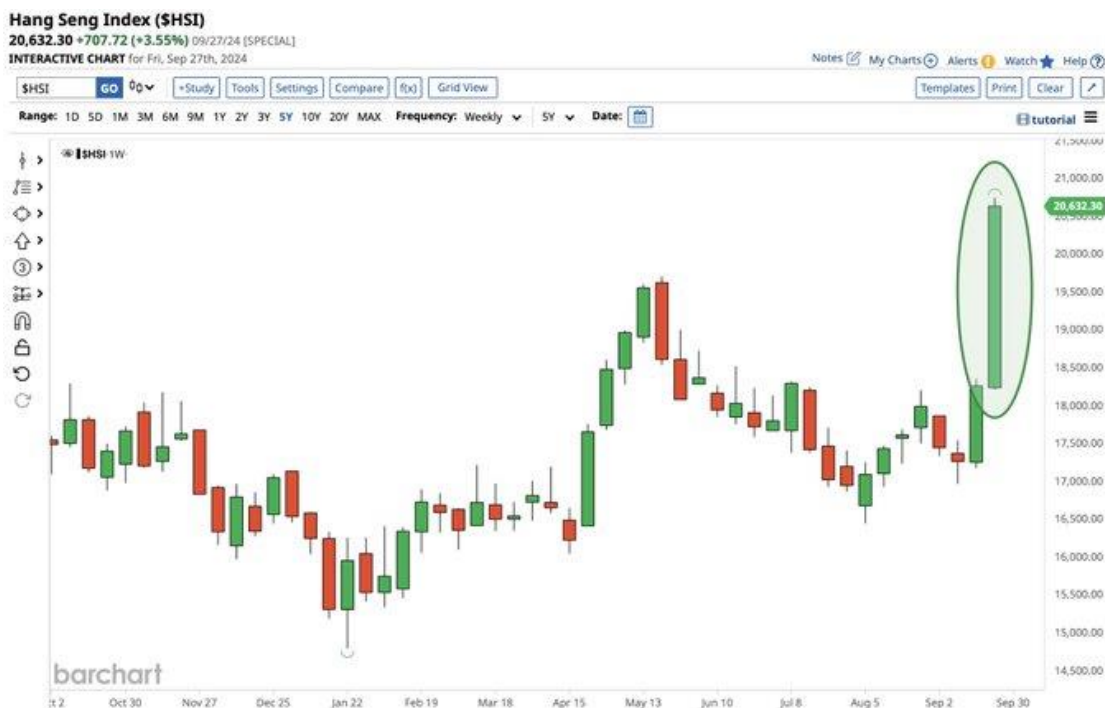 Hang Seng Index ($HSI)
20,632.30 +707.72 (+3.55%) 09/27/24 [SPECIAL]
INTERACTIVE CHART for Fri, Sep 27th, 2024
Notes My Charts Alerts Watch Help
$HSI GO +Study Tools Settings Compare f(x) Grid View Templates Print Clear
Range: 1D 5D 1M 3M 6M 9M 1Y 2Y 3Y 5Y 10Y 20Y MAX Frequency: Weekly 5Y Date: tutorial
$HSI 1W
21,500.00
21,000.00
20,632.30
20,500.00
20,000.00
19,500.00
19,000.00
18,500.00
18,000.00
17,500.00
17,000.00
16,500.00
16,000.00
15,500.00
15,000.00
14,500.00
3
barchart
ct 2 Oct 30 Nov 27 Dec 25 Jan 22 Feb 19 Mar 18 Apr 15 May 13 Jun 10 Jul 8 Aug 5 Sep 2 Sep 30